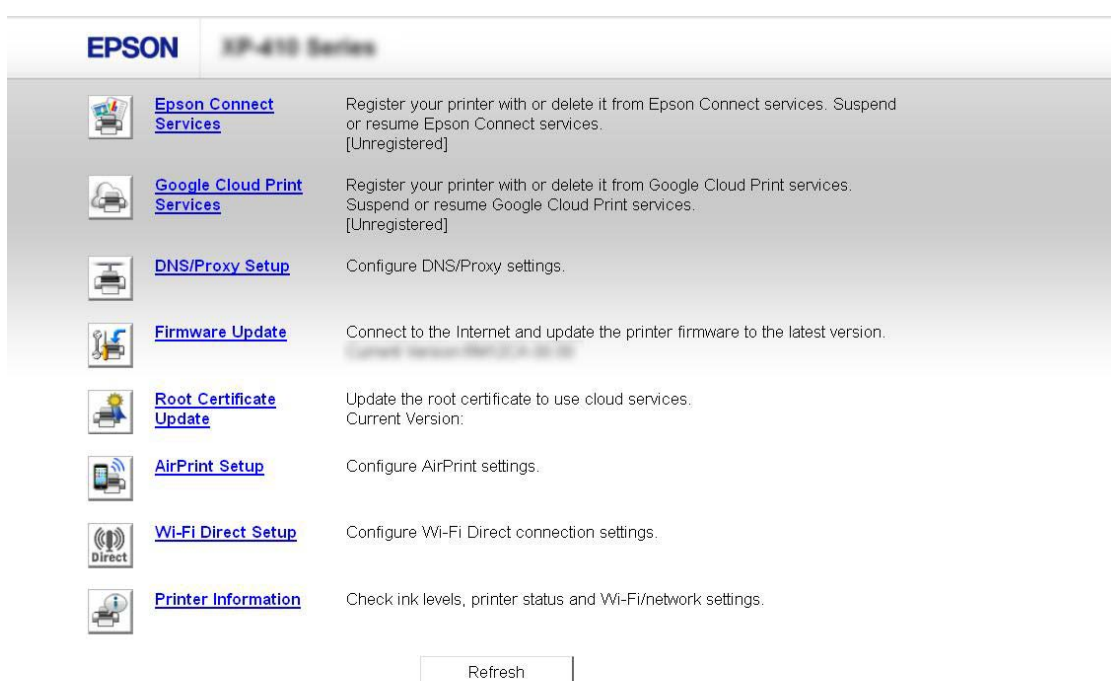 EPSON
XP-410 Series
Epson Connect
Services
Register your printer with or delete it from Epson Connect services. Suspend
or resume Epson Connect services.
[Unregistered]
Google Cloud Print
Services
Register your printer with or delete it from Google Cloud Print services.
Suspend or resume Google Cloud Print services.
[Unregistered]
DNS/Proxy Setup
Configure DNS/Proxy settings.
Firmware Update
Connect to the Internet and update the printer firmware to the latest version.
Current Version
Root Certificate
Update
Update the root certificate to use cloud services.
Current Version:
AirPrint Setup
Configure AirPrint settings.
Direct
Wi-Fi Direct Setup
Configure Wi-Fi Direct connection settings.
Printer Information
Check ink levels, printer status and Wi-Fi/network settings.
Refresh